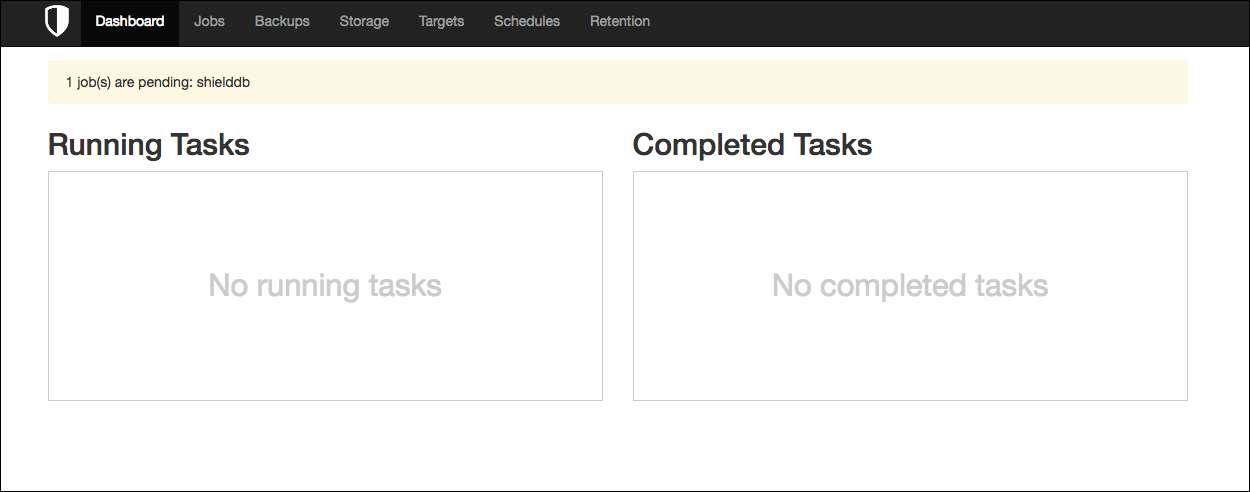 Dashboard Jobs Backups Storage Targets Schedules Retention
1 job(s) are pending: shielddb
Running Tasks
No running tasks
Completed Tasks
No completed tasks